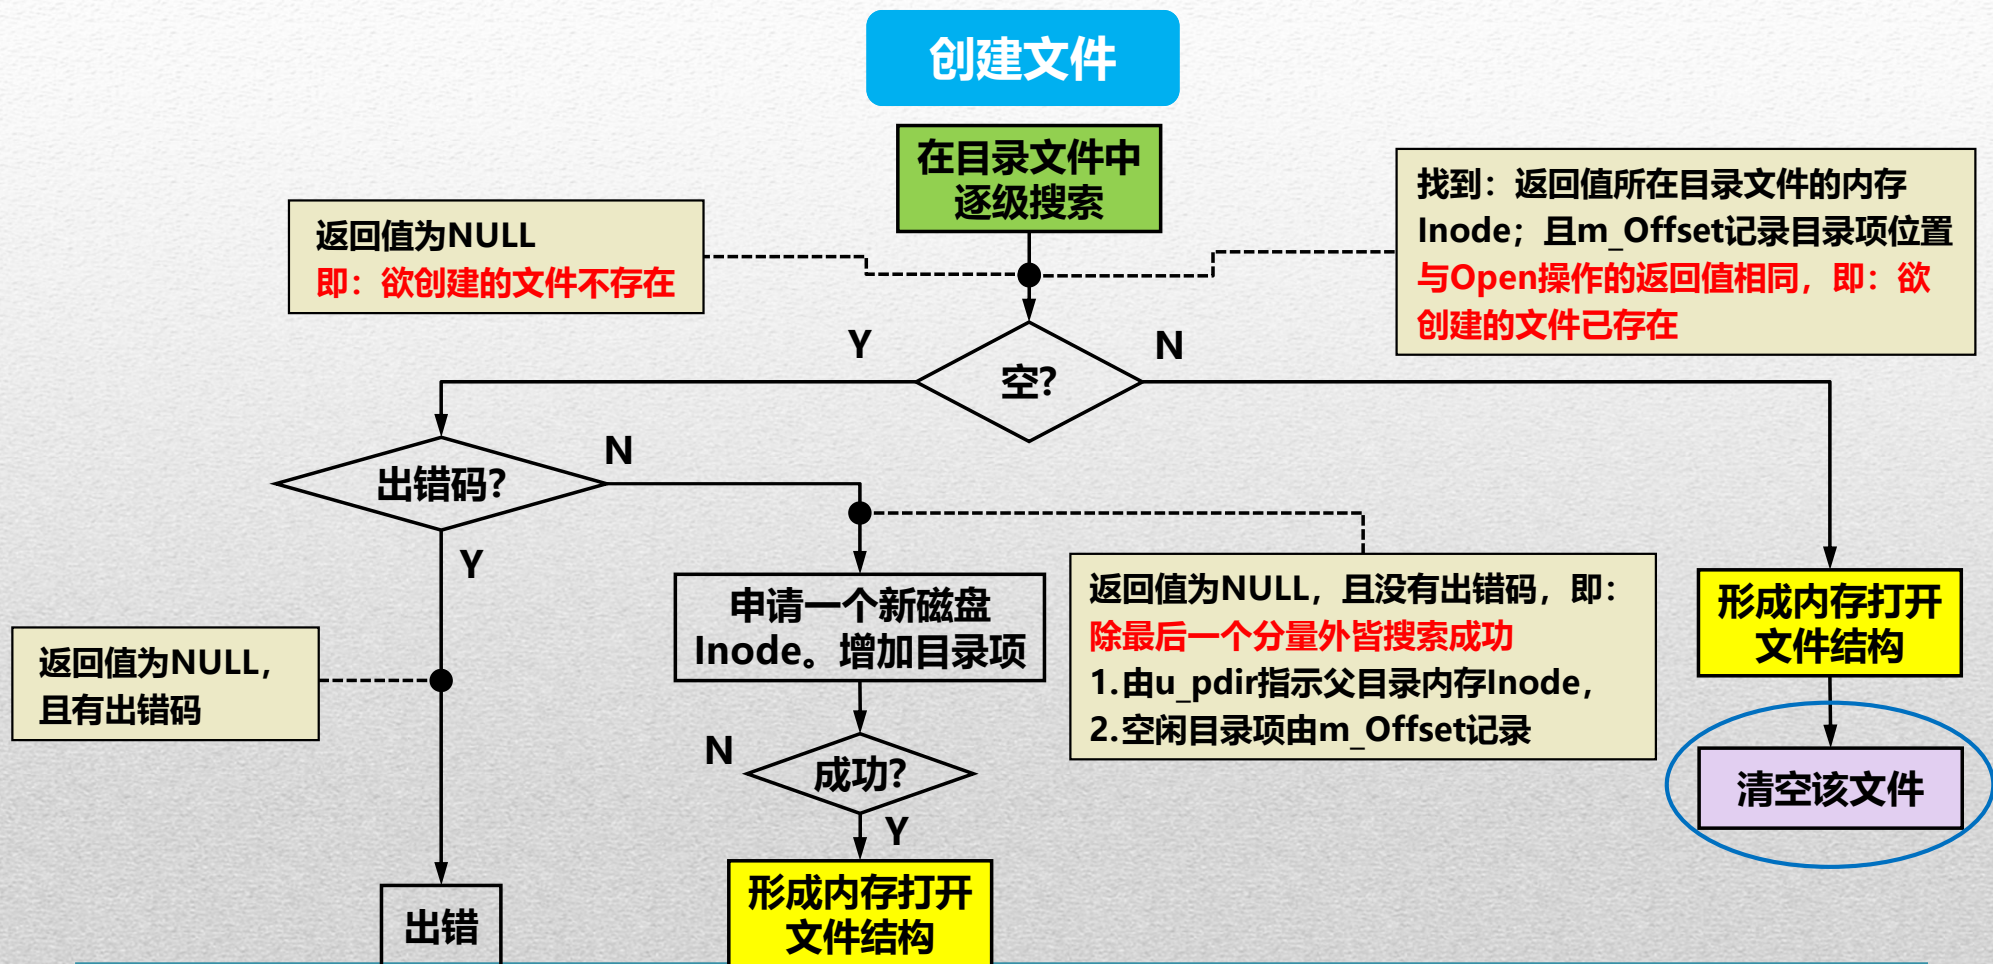 创建文件
在目录文件中
逐级搜索
返回值为NULL
即：欲创建的文件不存在
找到：返回值所在目录文件的内存
Inode；且m_Offset记录目录项位置
与Open操作的返回值相同，即：欲
创建的文件已存在
Y
N
空?
出错码?
N
Y
返回值为NULL，
且有出错码
申请一个新磁盘
Inode。增加目录项
返回值为NULL，且没有出错码，即：
除最后一个分量外皆搜索成功
1.由u_pdir指示父目录内存Inode，
2.空闲目录项由m_Offset记录
形成内存打开
文件结构
N
成功?
Y
清空该文件
出错
形成内存打开
文件结构